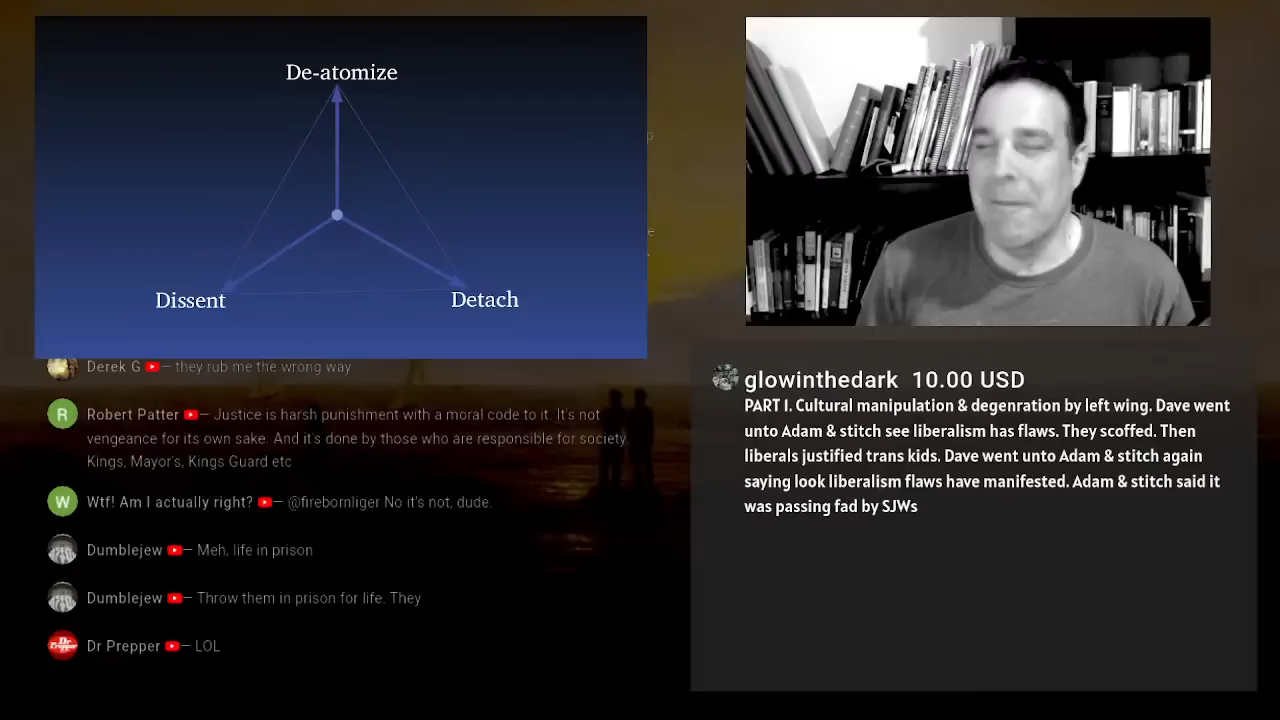 De-atomize
Dissent
Detach
Derek G — they rub me the wrong way
R
Robert Patter — Justice is harsh punishment with a moral code to it. It's not
vengeance for its own sake. And it's done by those who are responsible for society.
Kings, Mayor's, Kings Guard etc
W
Wtf! Am I actually right? — @firebornliger No it's not, dude.
Dumblejew — Meh, life in prison
Dumblejew — Throw them in prison for life. They
Dr Prepper — LOL
glowinthedark 10.00 USD
PART 1. Cultural manipulation & degenration by left wing. Dave went
unto Adam & stitch see liberalism has flaws. They scoffed. Then
liberals justified trans kids. Dave went unto Adam & stitch again
saying look liberalism flaws have manifested. Adam & stitch said it
was passing fad by SJWs